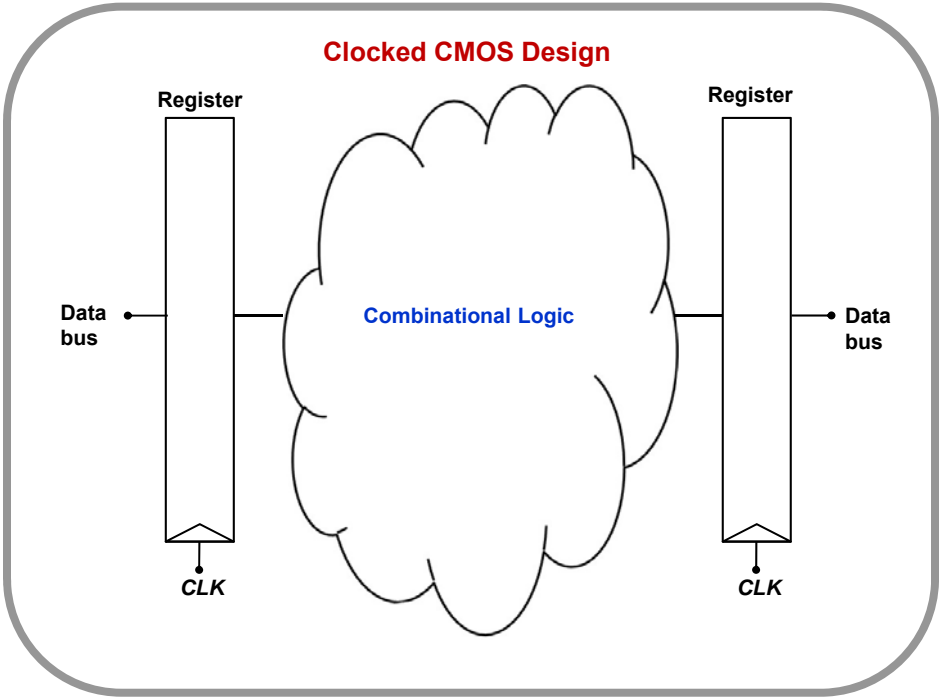 Clocked CMOS Design
Register
Register
Data
bus
Combinational Logic
Data
bus
CLK
CLK